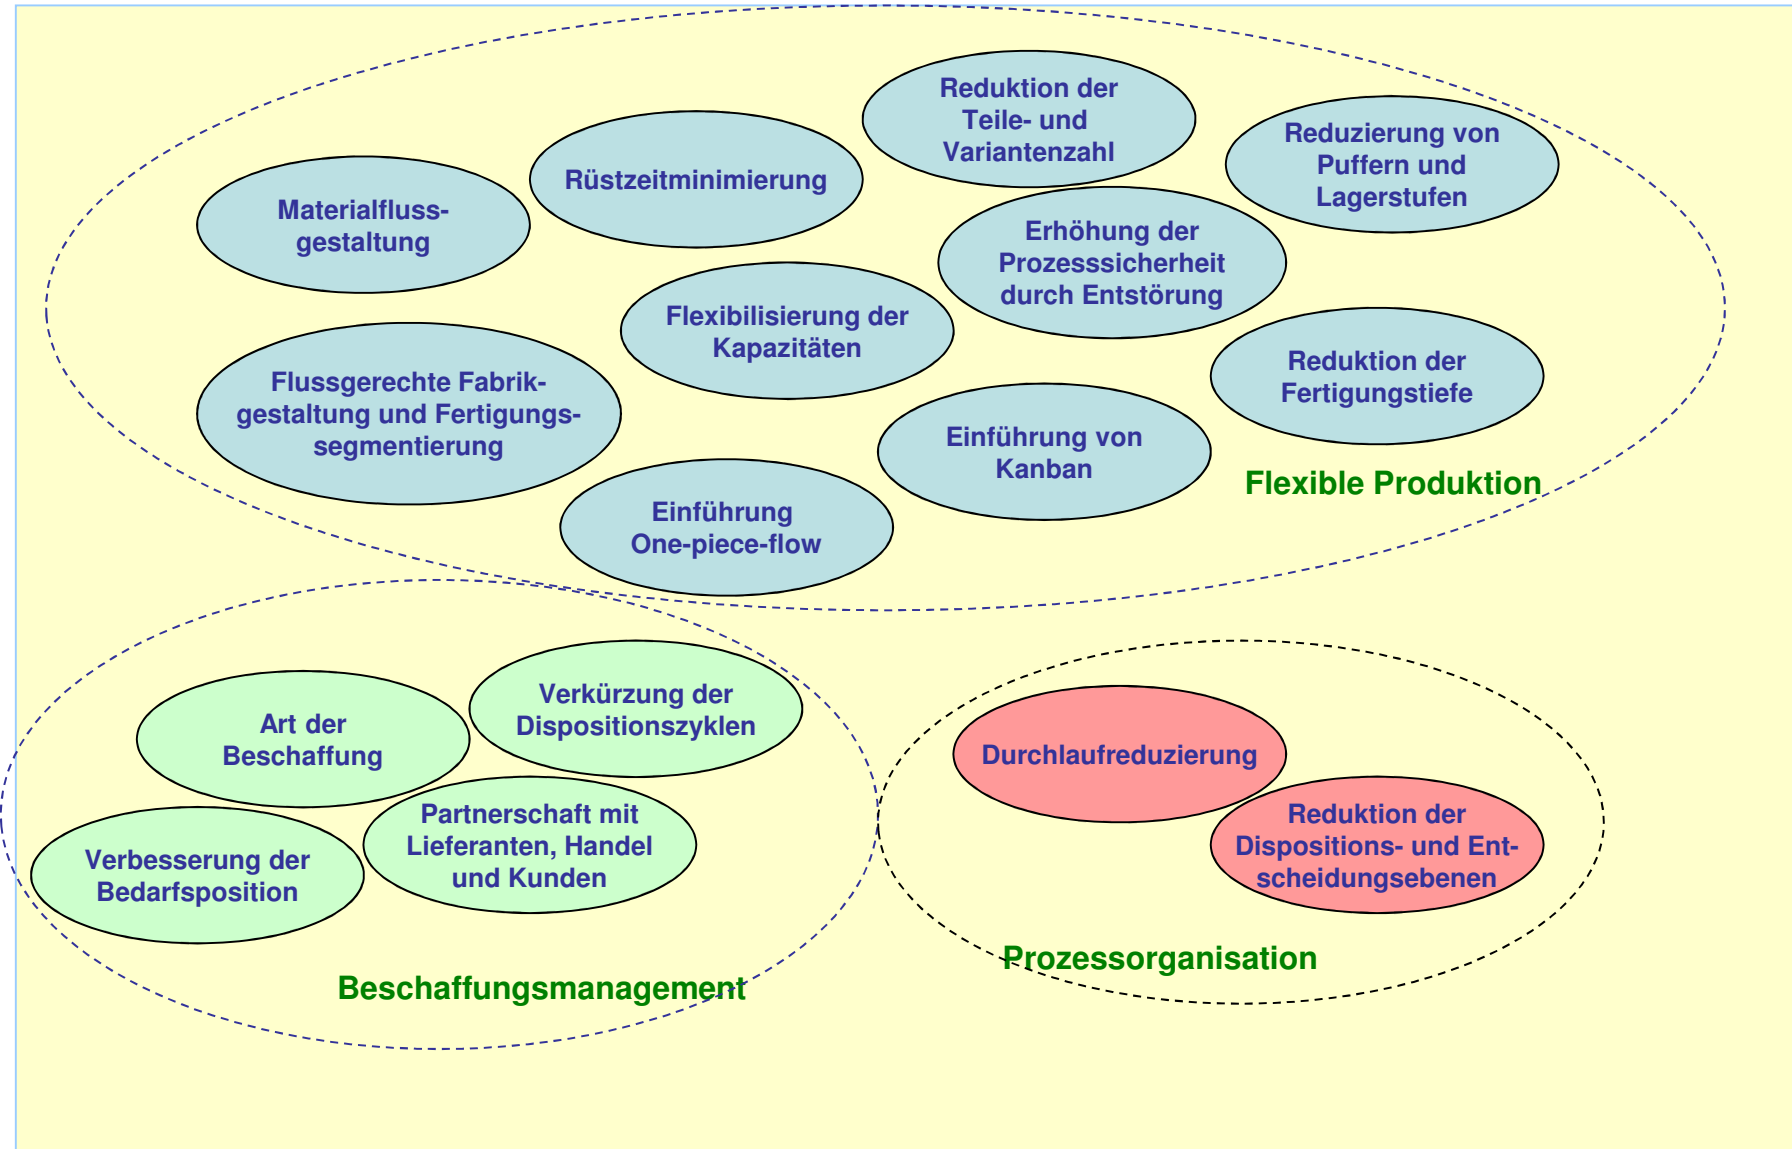 Reduktion der
Teile- und
Variantenzahl
Reduzierung von
Puffern und
Lagerstufen
Rüstzeitminimierung
Materialfluss-
gestaltung
Erhöhung der
Prozesssicherheit
durch Entstörung
Flexibilisierung der
Kapazitäten
Reduktion der
Fertigungstiefe
Flussgerechte Fabrik-
gestaltung und Fertigungs-
segmentierung
Einführung von
Kanban
Flexible Produktion
Einführung
One-piece-flow
Verkürzung der
Dispositionszyklen
Art der
Beschaffung
Partnerschaft mit
Lieferanten, Handel
und Kunden
Verbesserung der
Bedarfsposition
Beschaffungsmanagement
Durchlaufreduzierung
Reduktion der
Dispositions- und Ent-
scheidungsebenen
Prozessorganisation